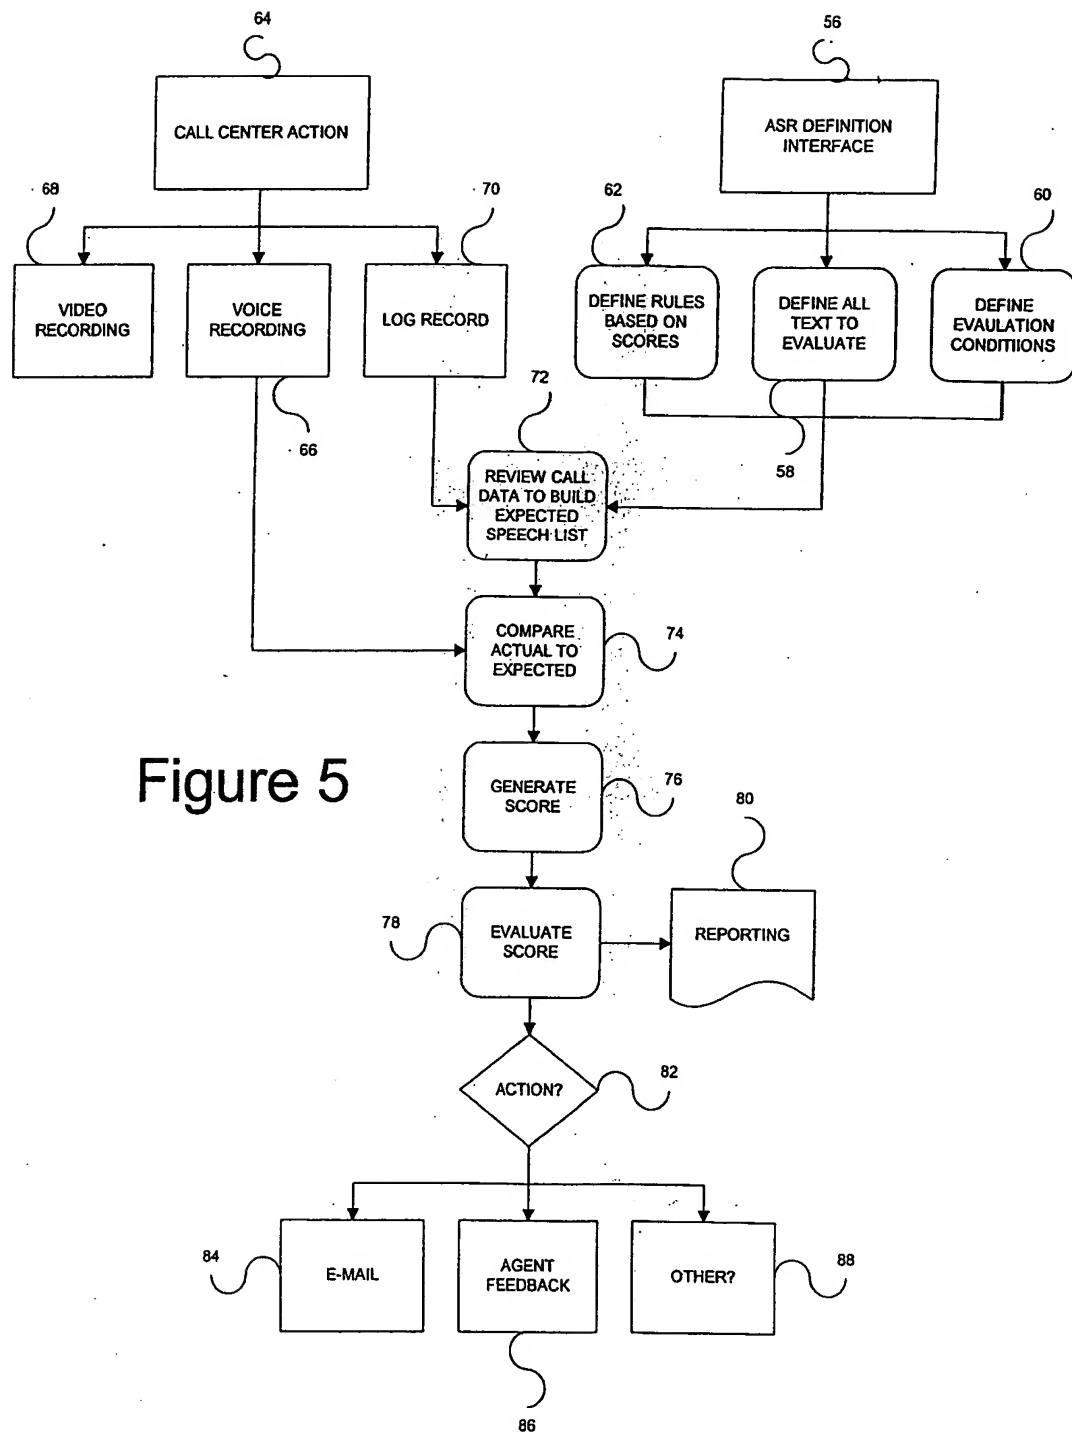 64
56
CALL CENTER ACTION
ASR DEFINITION
INTERFACE
68
70
62
60
VIDEO
RECORDING
VOICE
RECORDING
LOG RECORD
DEFINE RULES
BASED ON
SCORES
DEFINE ALL
TEXT TO
EVALUATE
DEFINE
EVAULATION
CONDITIIONS
72
66
58
REVIEW CALL
DATA TO BUILD
EXPECTED
SPEECH LIST
COMPARE
ACTUAL TO
EXPECTED
74
Figure 5
GENERATE
SCORE
76
80
78
EVALUATE
SCORE
REPORTING
ACTION?
82
84
E-MAIL
AGENT
FEEDBACK
OTHER?
88
86